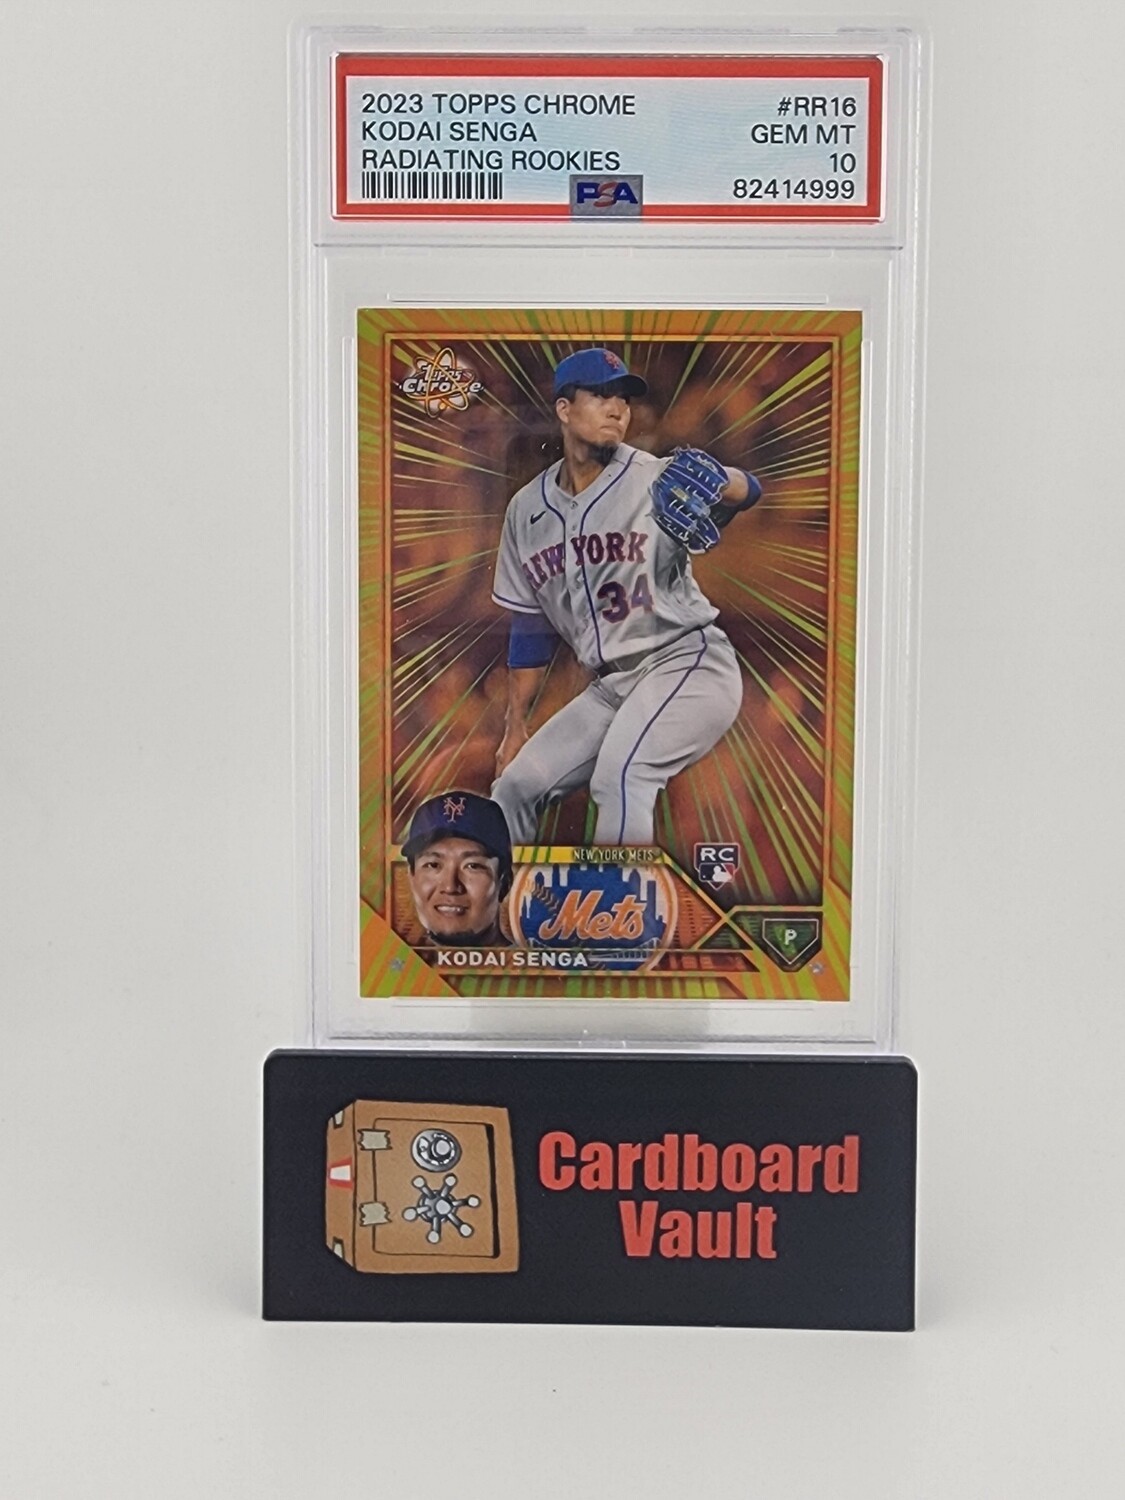 2023 TOPPS CHROME #RR16
KODAI SENGA GEM MT
RADIATING ROOKIES 10
PSA 82414999
Topps
Chrome
NEW YORK
34
NY
NEW YORK METS
RC
Mets
P
KODAI SENGA
Cardboard
Vault